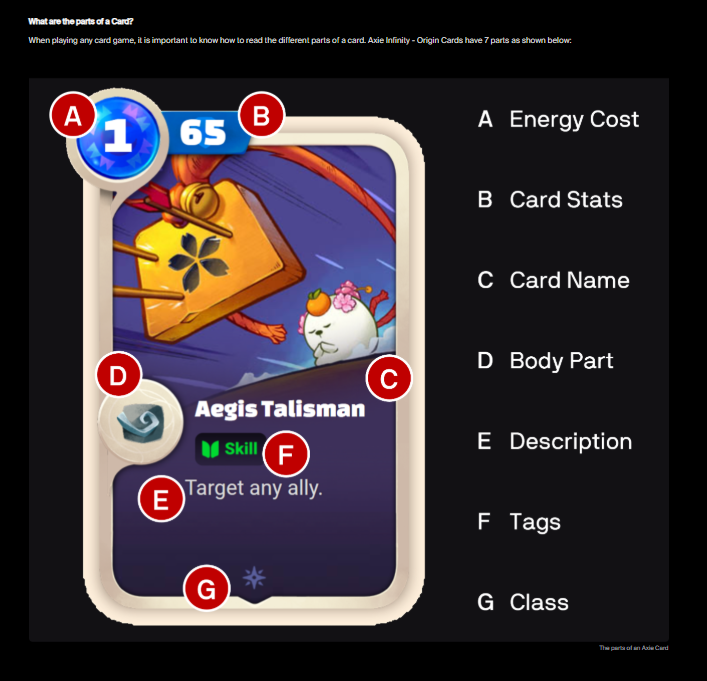 What are the parts of a Card?
When playing any card game, it is important to know how to read the different parts of a card. Axie Infinity - Origin Cards have 7 parts as shown below:
A
1
65
B
A Energy Cost
B Card Stats
C Card Name
D
C
D Body Part
Aegis Talisman
Skill
F
E Description
E
Target any ally.
F Tags
G
G Class
The parts of an Axie Card